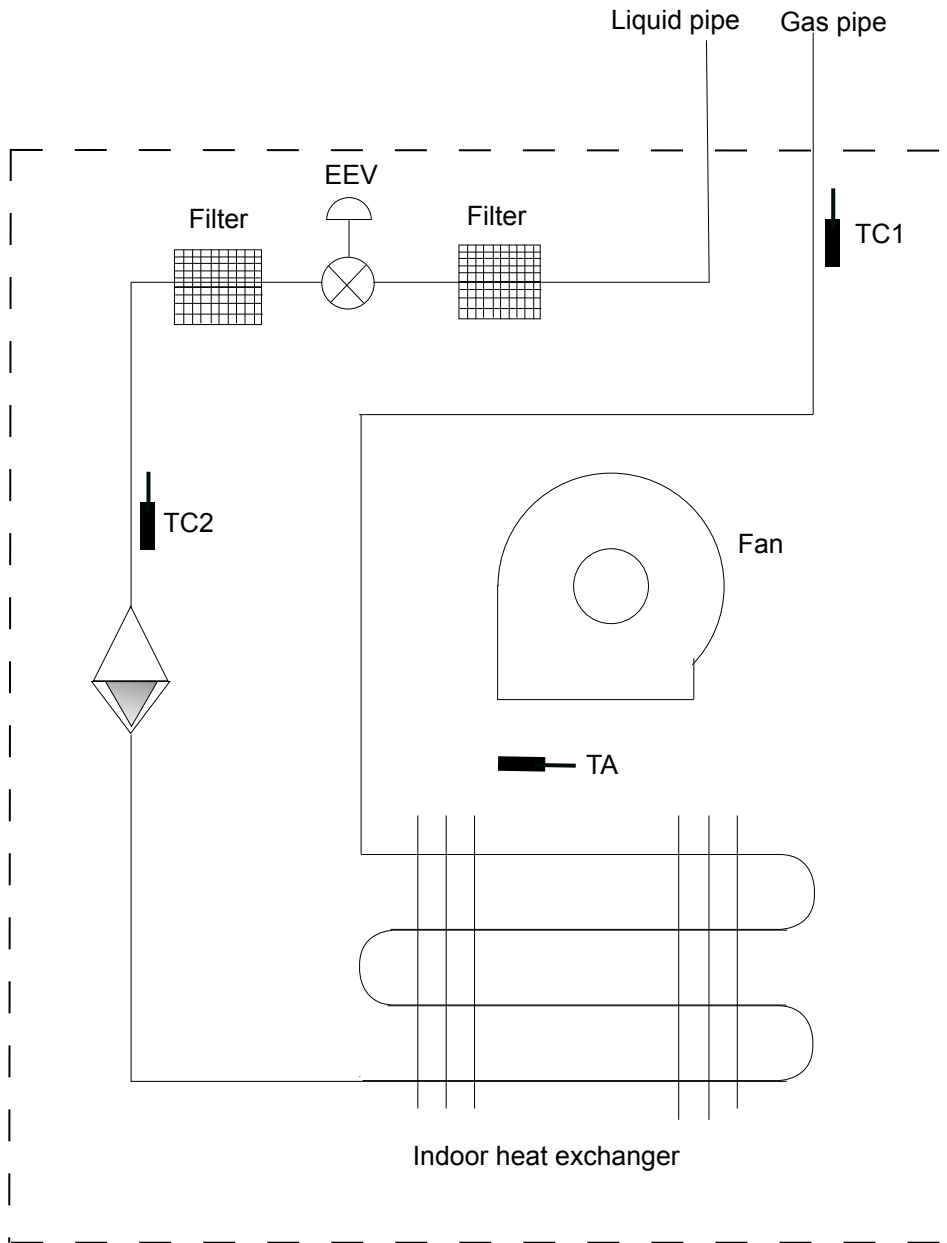 Liquid pipe
Gas pipe
EEV
Filter
Filter
TC1
TC2
Fan
TA
Indoor heat exchanger